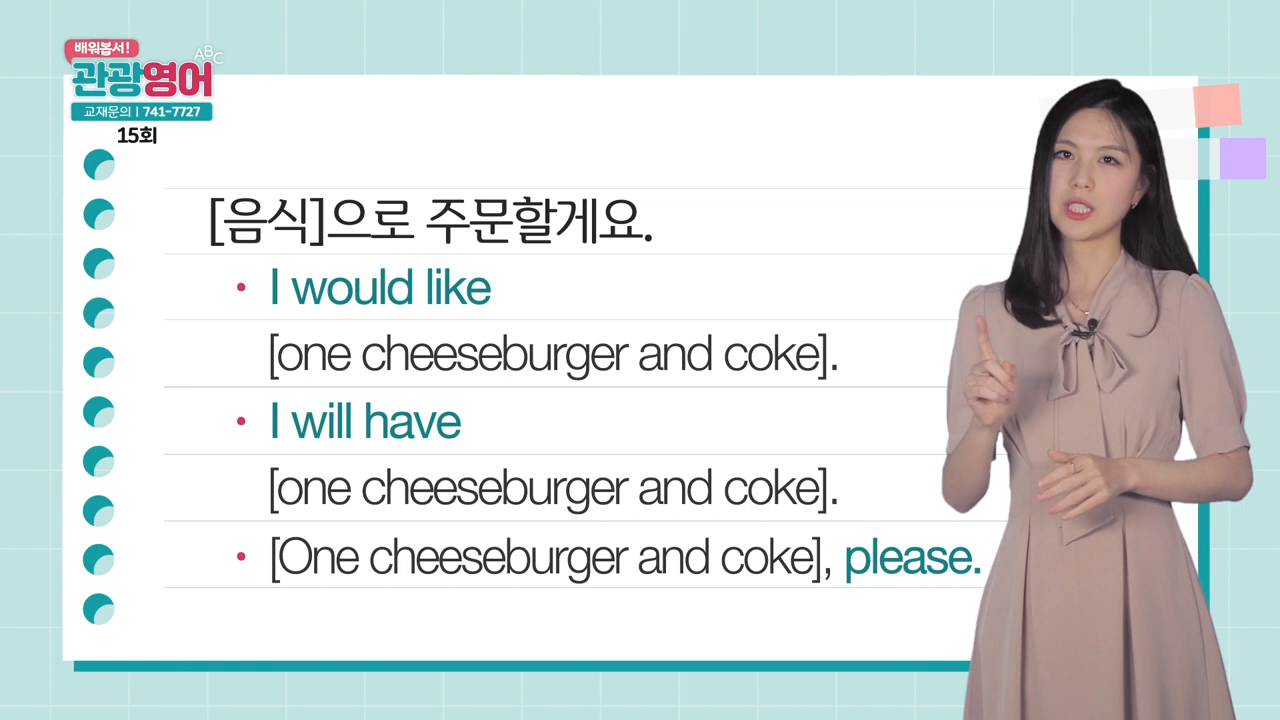 배워봅서!
ABC
관광영어
교재문의 | 741-7727
15회
[음식]으로 주문할게요.
• I would like
[one cheeseburger and coke].
• I will have
[one cheeseburger and coke].
• [One cheeseburger and coke], please.